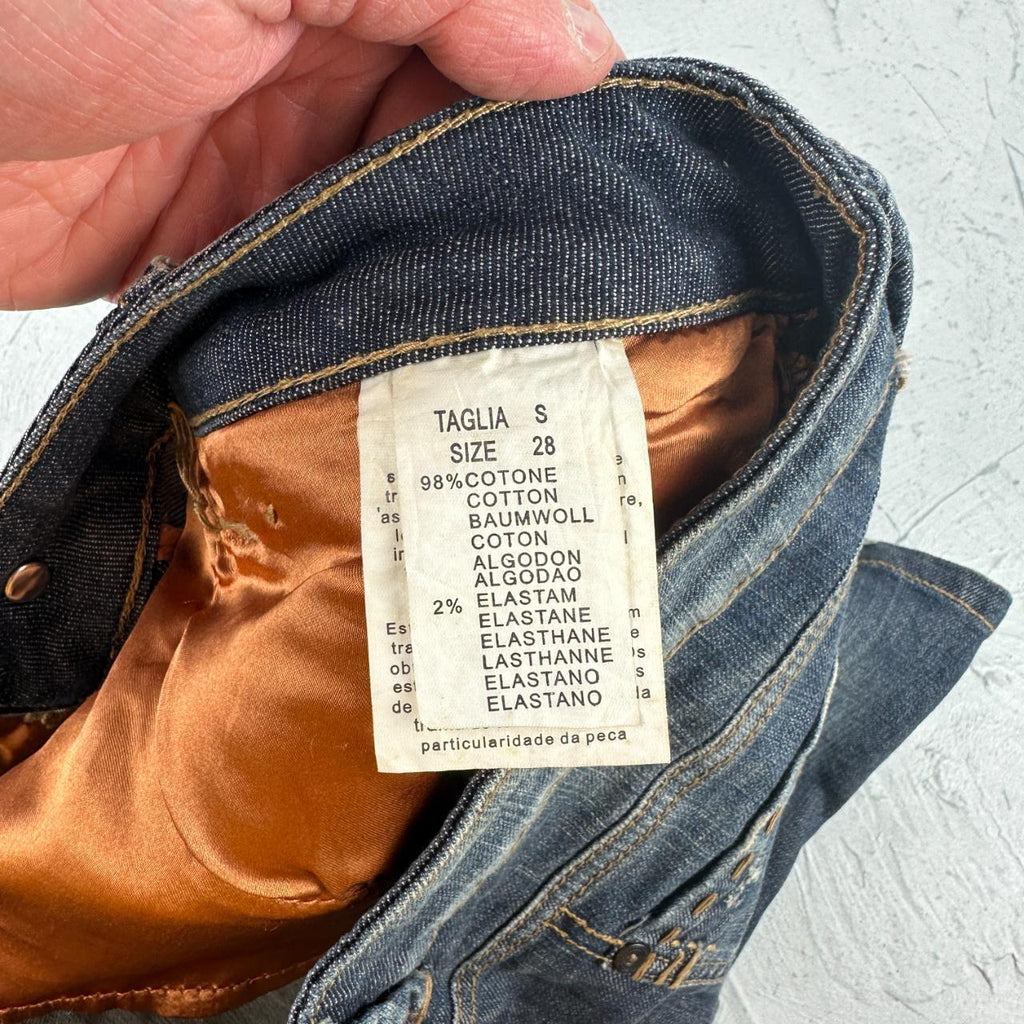 TAGLIA S
SIZE 28
98%COTONE
COTTON
BAUMWOLL
COTON
ALGODON
ALGODAO
2% ELASTAM
ELASTANE
ELASTHANE
LASTHANNE
ELASTANO
ELASTANO
particularidade da peca